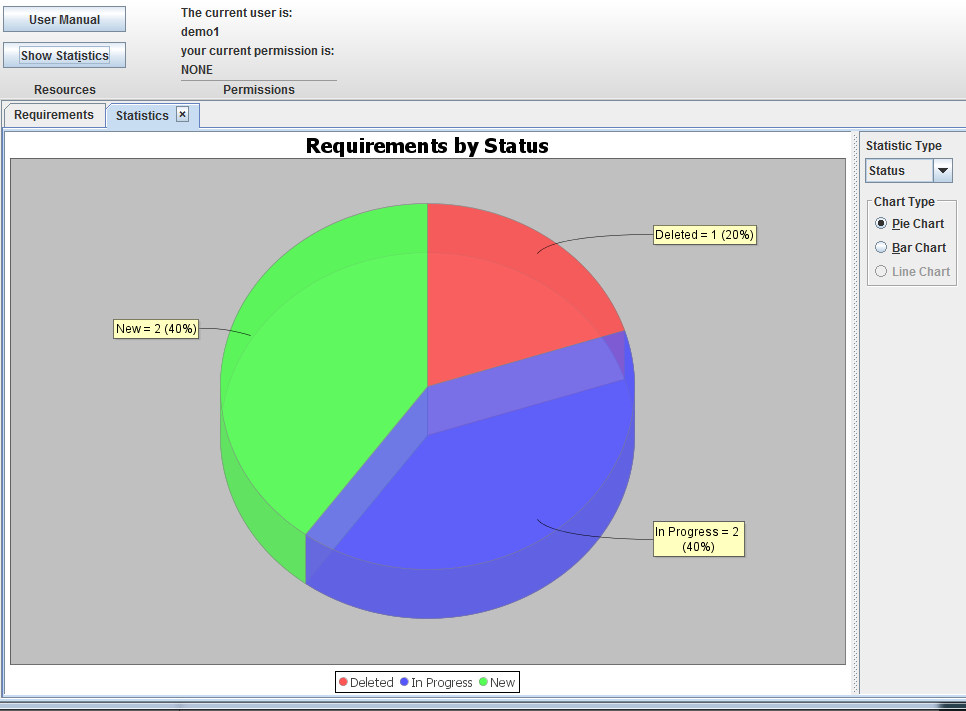 User Manual
Show Statistics
Resources
The current user is:
demo1
your current permission is:
NONE
Permissions
Requirements
Statistics
Requirements by Status
Deleted = 1 (20%)
New = 2 (40%)
In Progress = 2
(40%)
Deleted In Progress New
Statistic Type
Status
Chart Type
Pie Chart
Bar Chart
Line Chart